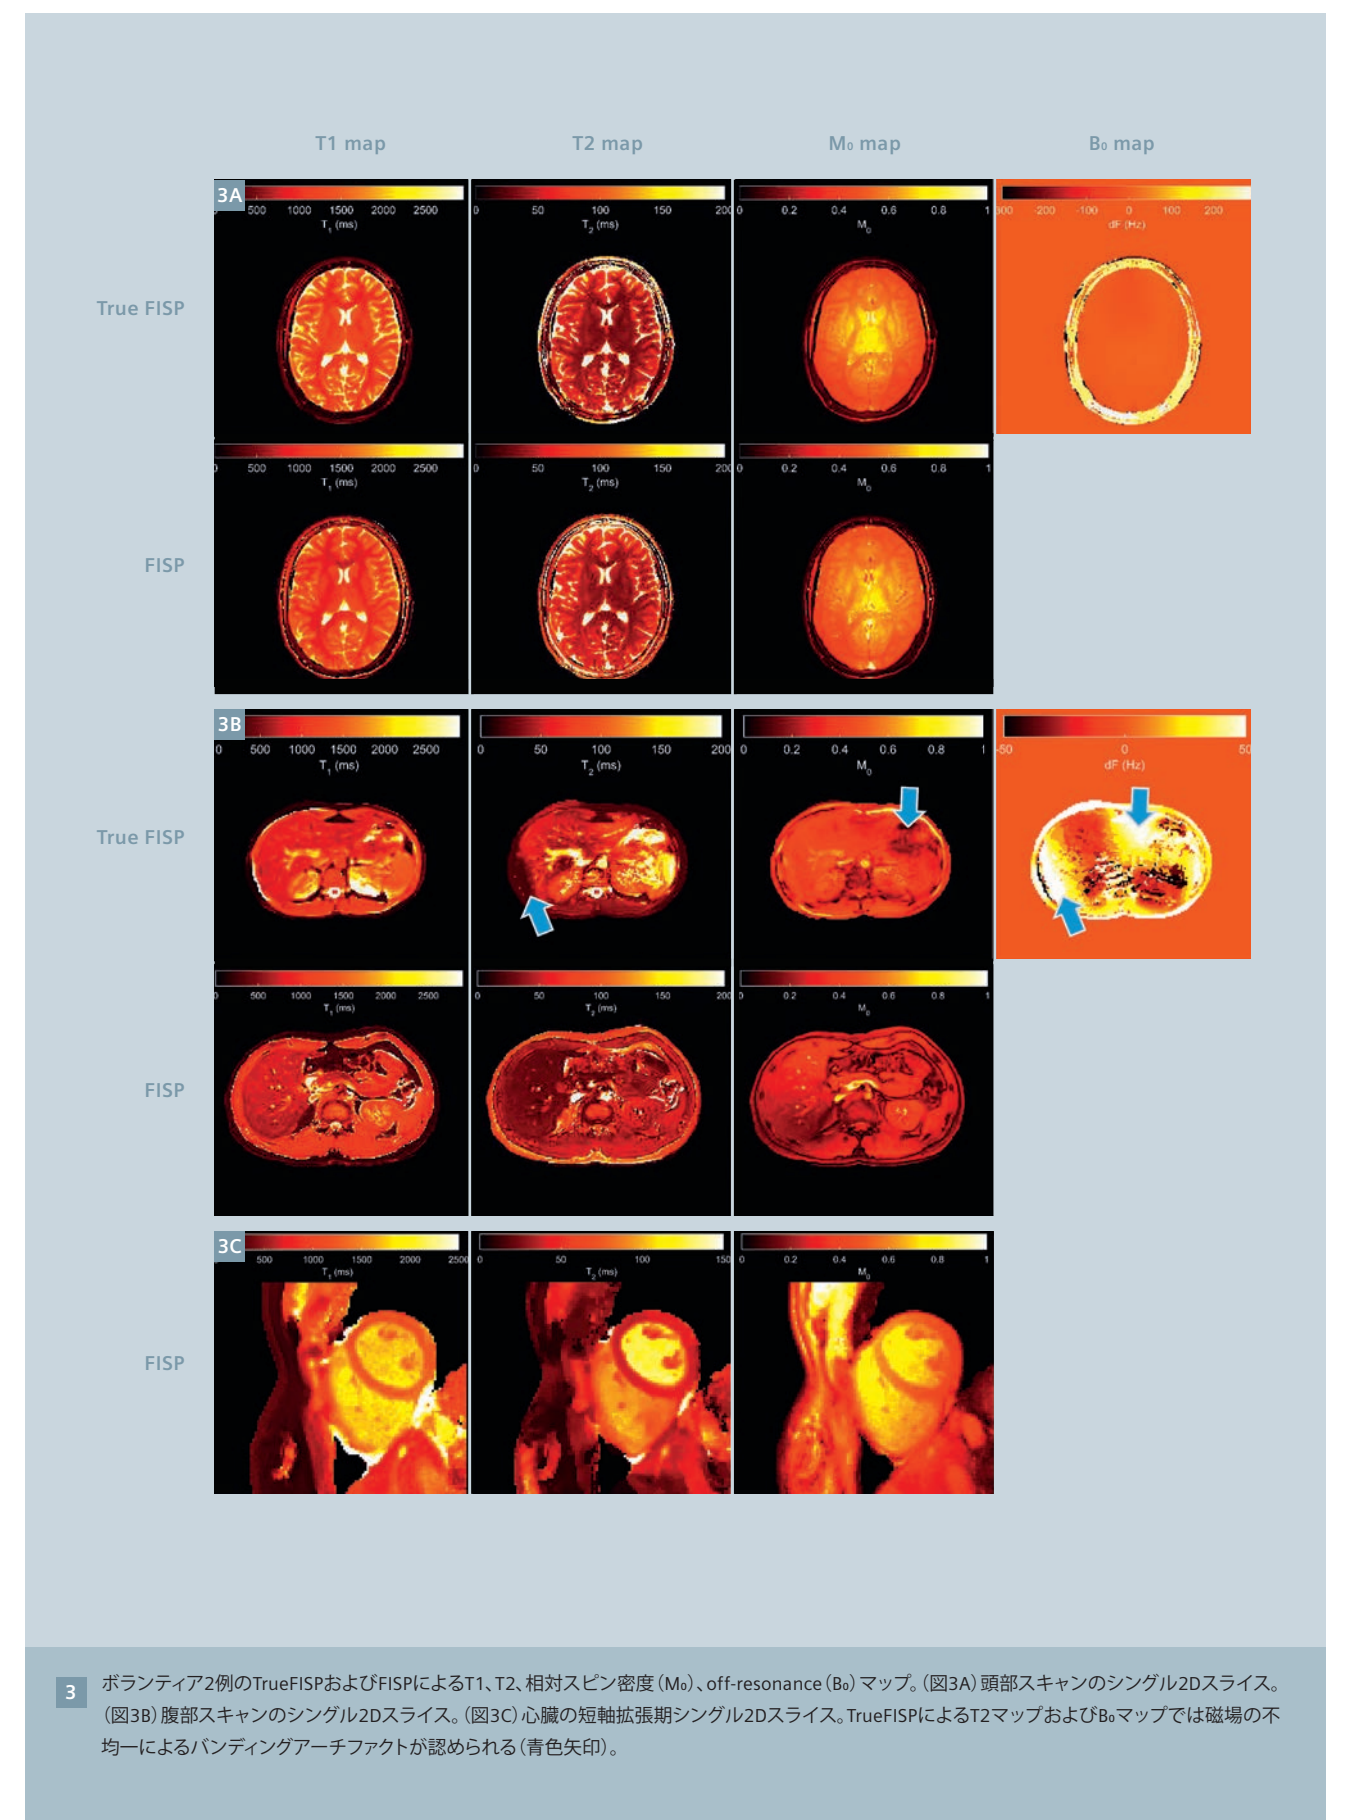 T1 map T2 map M₀ map B₀ map
3A
500 1000 1500 2000 2500
T₁ (ms)
0 50 100 150 200
T₂ (ms)
0 0.2 0.4 0.6 0.8 1
M₀
-200 -100 0 100 200
dF (Hz)
True FISP
0 500 1000 1500 2000 2500
T₁ (ms)
0 50 100 150 200
T₂ (ms)
0 0.2 0.4 0.6 0.8 1
M₀
FISP
3B
0 500 1000 1500 2000 2500
T₁ (ms)
0 50 100 150 200
T₂ (ms)
0 0.2 0.4 0.6 0.8 1
M₀
-50 0 50
dF (Hz)
True FISP
500 1000 1500 2000 2500
T₁ (ms)
0 50 100 150 200
T₂ (ms)
0 0.2 0.4 0.6 0.8 1
M₀
FISP
3C
500 1000 1500 2000 2500
T₁ (ms)
0 50 100 150
T₂ (ms)
0 0.2 0.4 0.6 0.8 1
M₀
FISP
3 ボランティア2例のTrueFISPおよびFISPによるT1、T2、相対スピン密度(M₀)、off-resonance(B₀)マップ。(図3A)頭部スキャンのシングル2Dスライス。
(図3B)腹部スキャンのシングル2Dスライス。(図3C)心臓の短軸拡張期シングル2Dスライス。TrueFISPによるT2マップおよびB₀マップでは磁場の不
均一によるバンディングアーチファクトが認められる(青色矢印)。